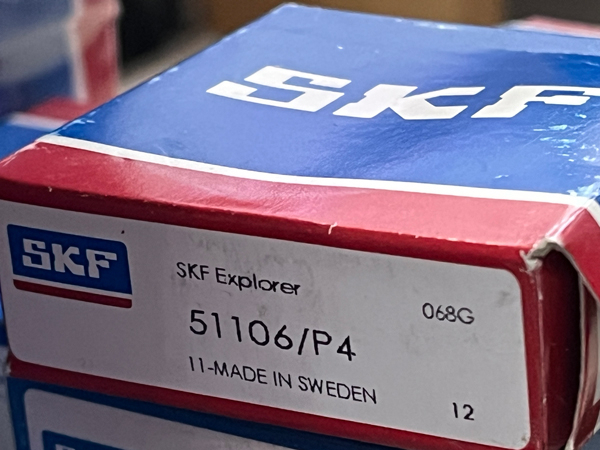 SKF
SKF
SKF Explorer
068G
51106/P4
11-MADE IN SWEDEN
12